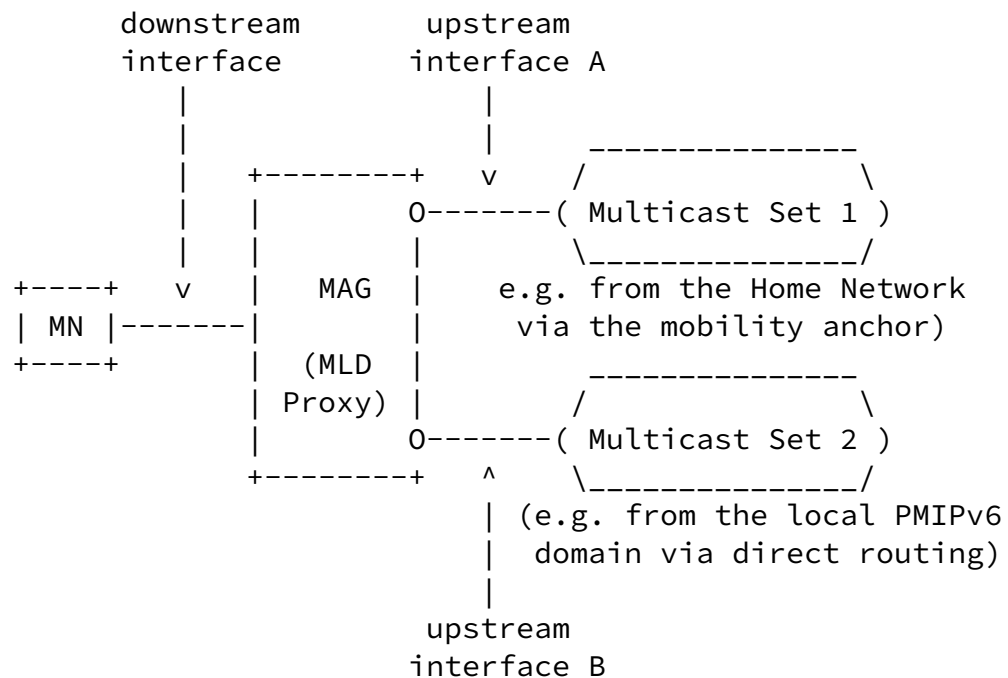 downstream upstream
interface interface A
Multicast Set 1
MAG e.g. from the Home Network
MN via the mobility anchor)
(MLD
Proxy)
Multicast Set 2
(e.g. from the local PMIPv6
domain via direct routing)
upstream
interface B